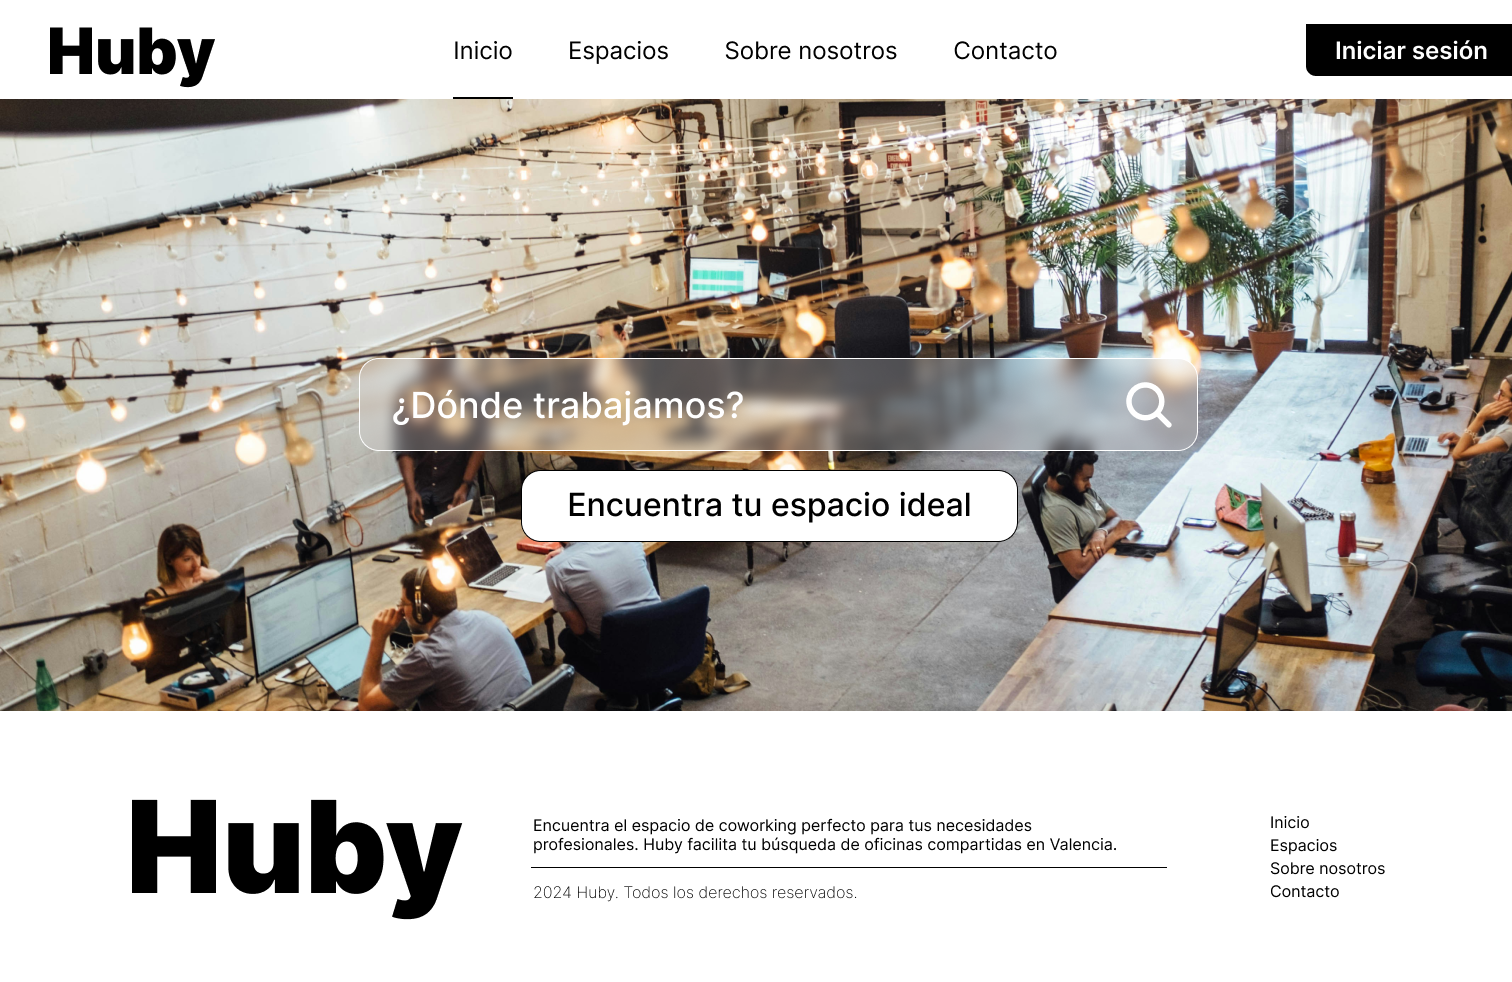 Huby
Inicio
Espacios
Sobre nosotros
Contacto
Iniciar sesión
¿Dónde trabajamos?
Encuentra tu espacio ideal
Huby
Encuentra el espacio de coworking perfecto para tus necesidades
profesionales. Huby facilita tu búsqueda de oficinas compartidas en Valencia.
2024 Huby. Todos los derechos reservados.
Inicio
Espacios
Sobre nosotros
Contacto